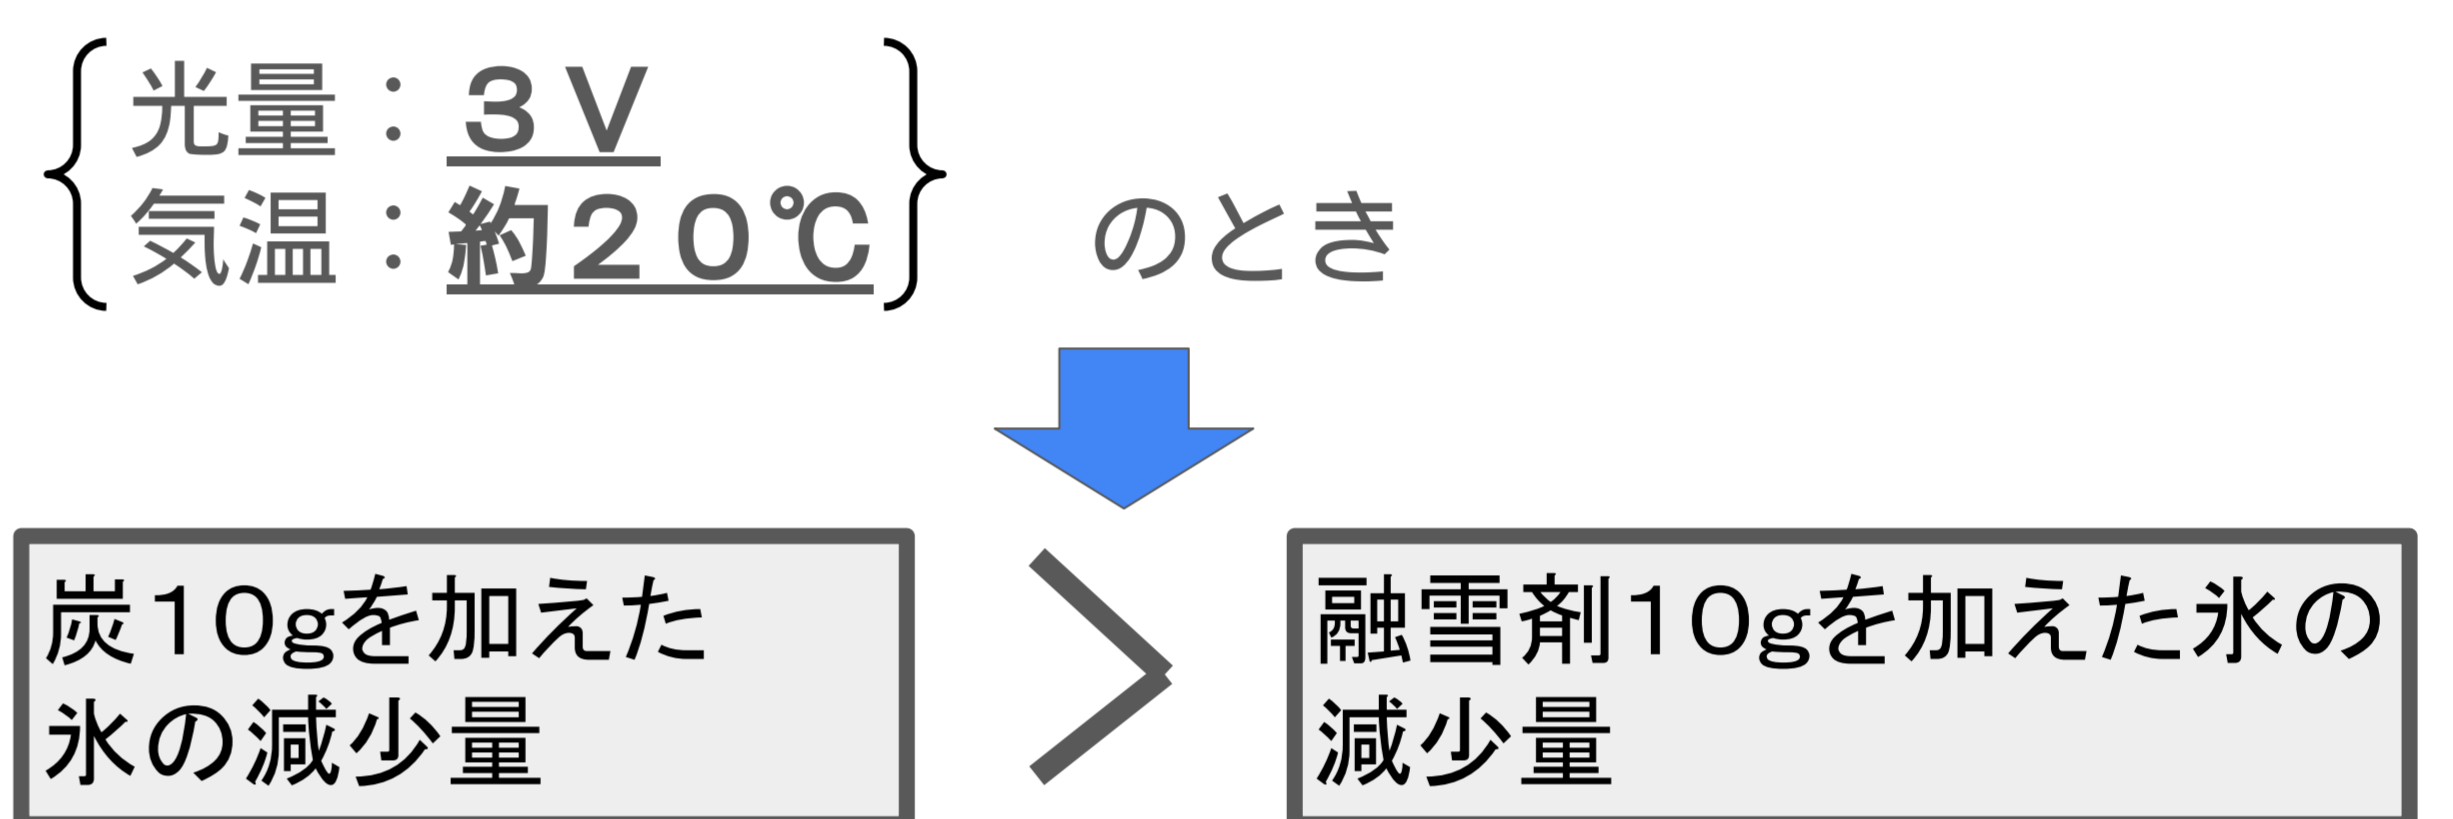 光量：３Ｖ
気温：約２０℃
のとき
炭10gを加えた
氷の減少量
＞
融雪剤10gを加えた氷の
減少量